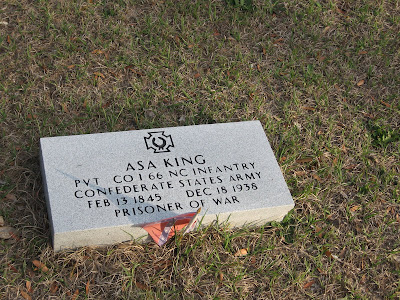 ASA KING
PVT CO I 66 NC INFANTRY
CONFEDERATE STATES ARMY
FEB 13 1845 DEC 18 1938
PRISONER OF WAR